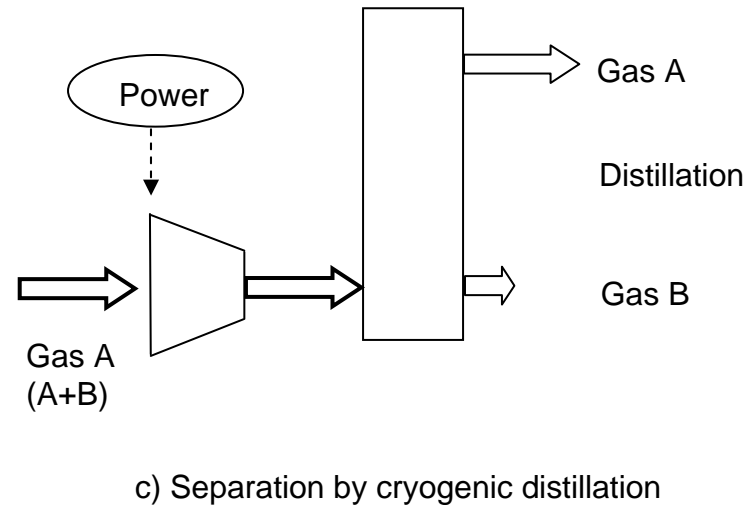 Power
Gas A
Distillation
Gas B
Gas A
(A+B)
c) Separation by cryogenic distillation